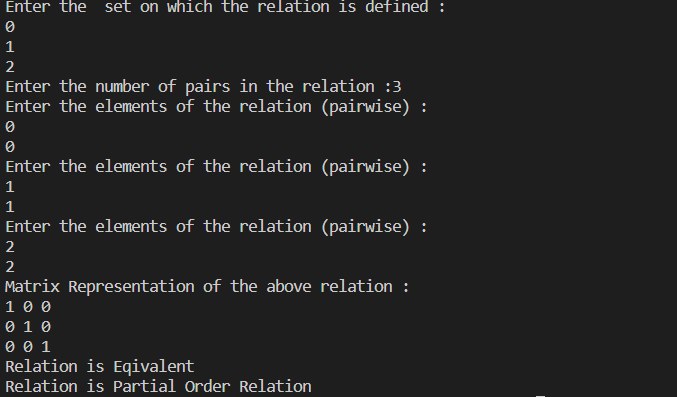 Enter the  set on which the relation is defined :
0
1
2
Enter the number of pairs in the relation :3
Enter the elements of the relation (pairwise) :
0
0
Enter the elements of the relation (pairwise) :
1
1
Enter the elements of the relation (pairwise) :
2
2
Matrix Representation of the above relation :
1 0 0
0 1 0
0 0 1
Relation is Eqivalent
Relation is Partial Order Relation